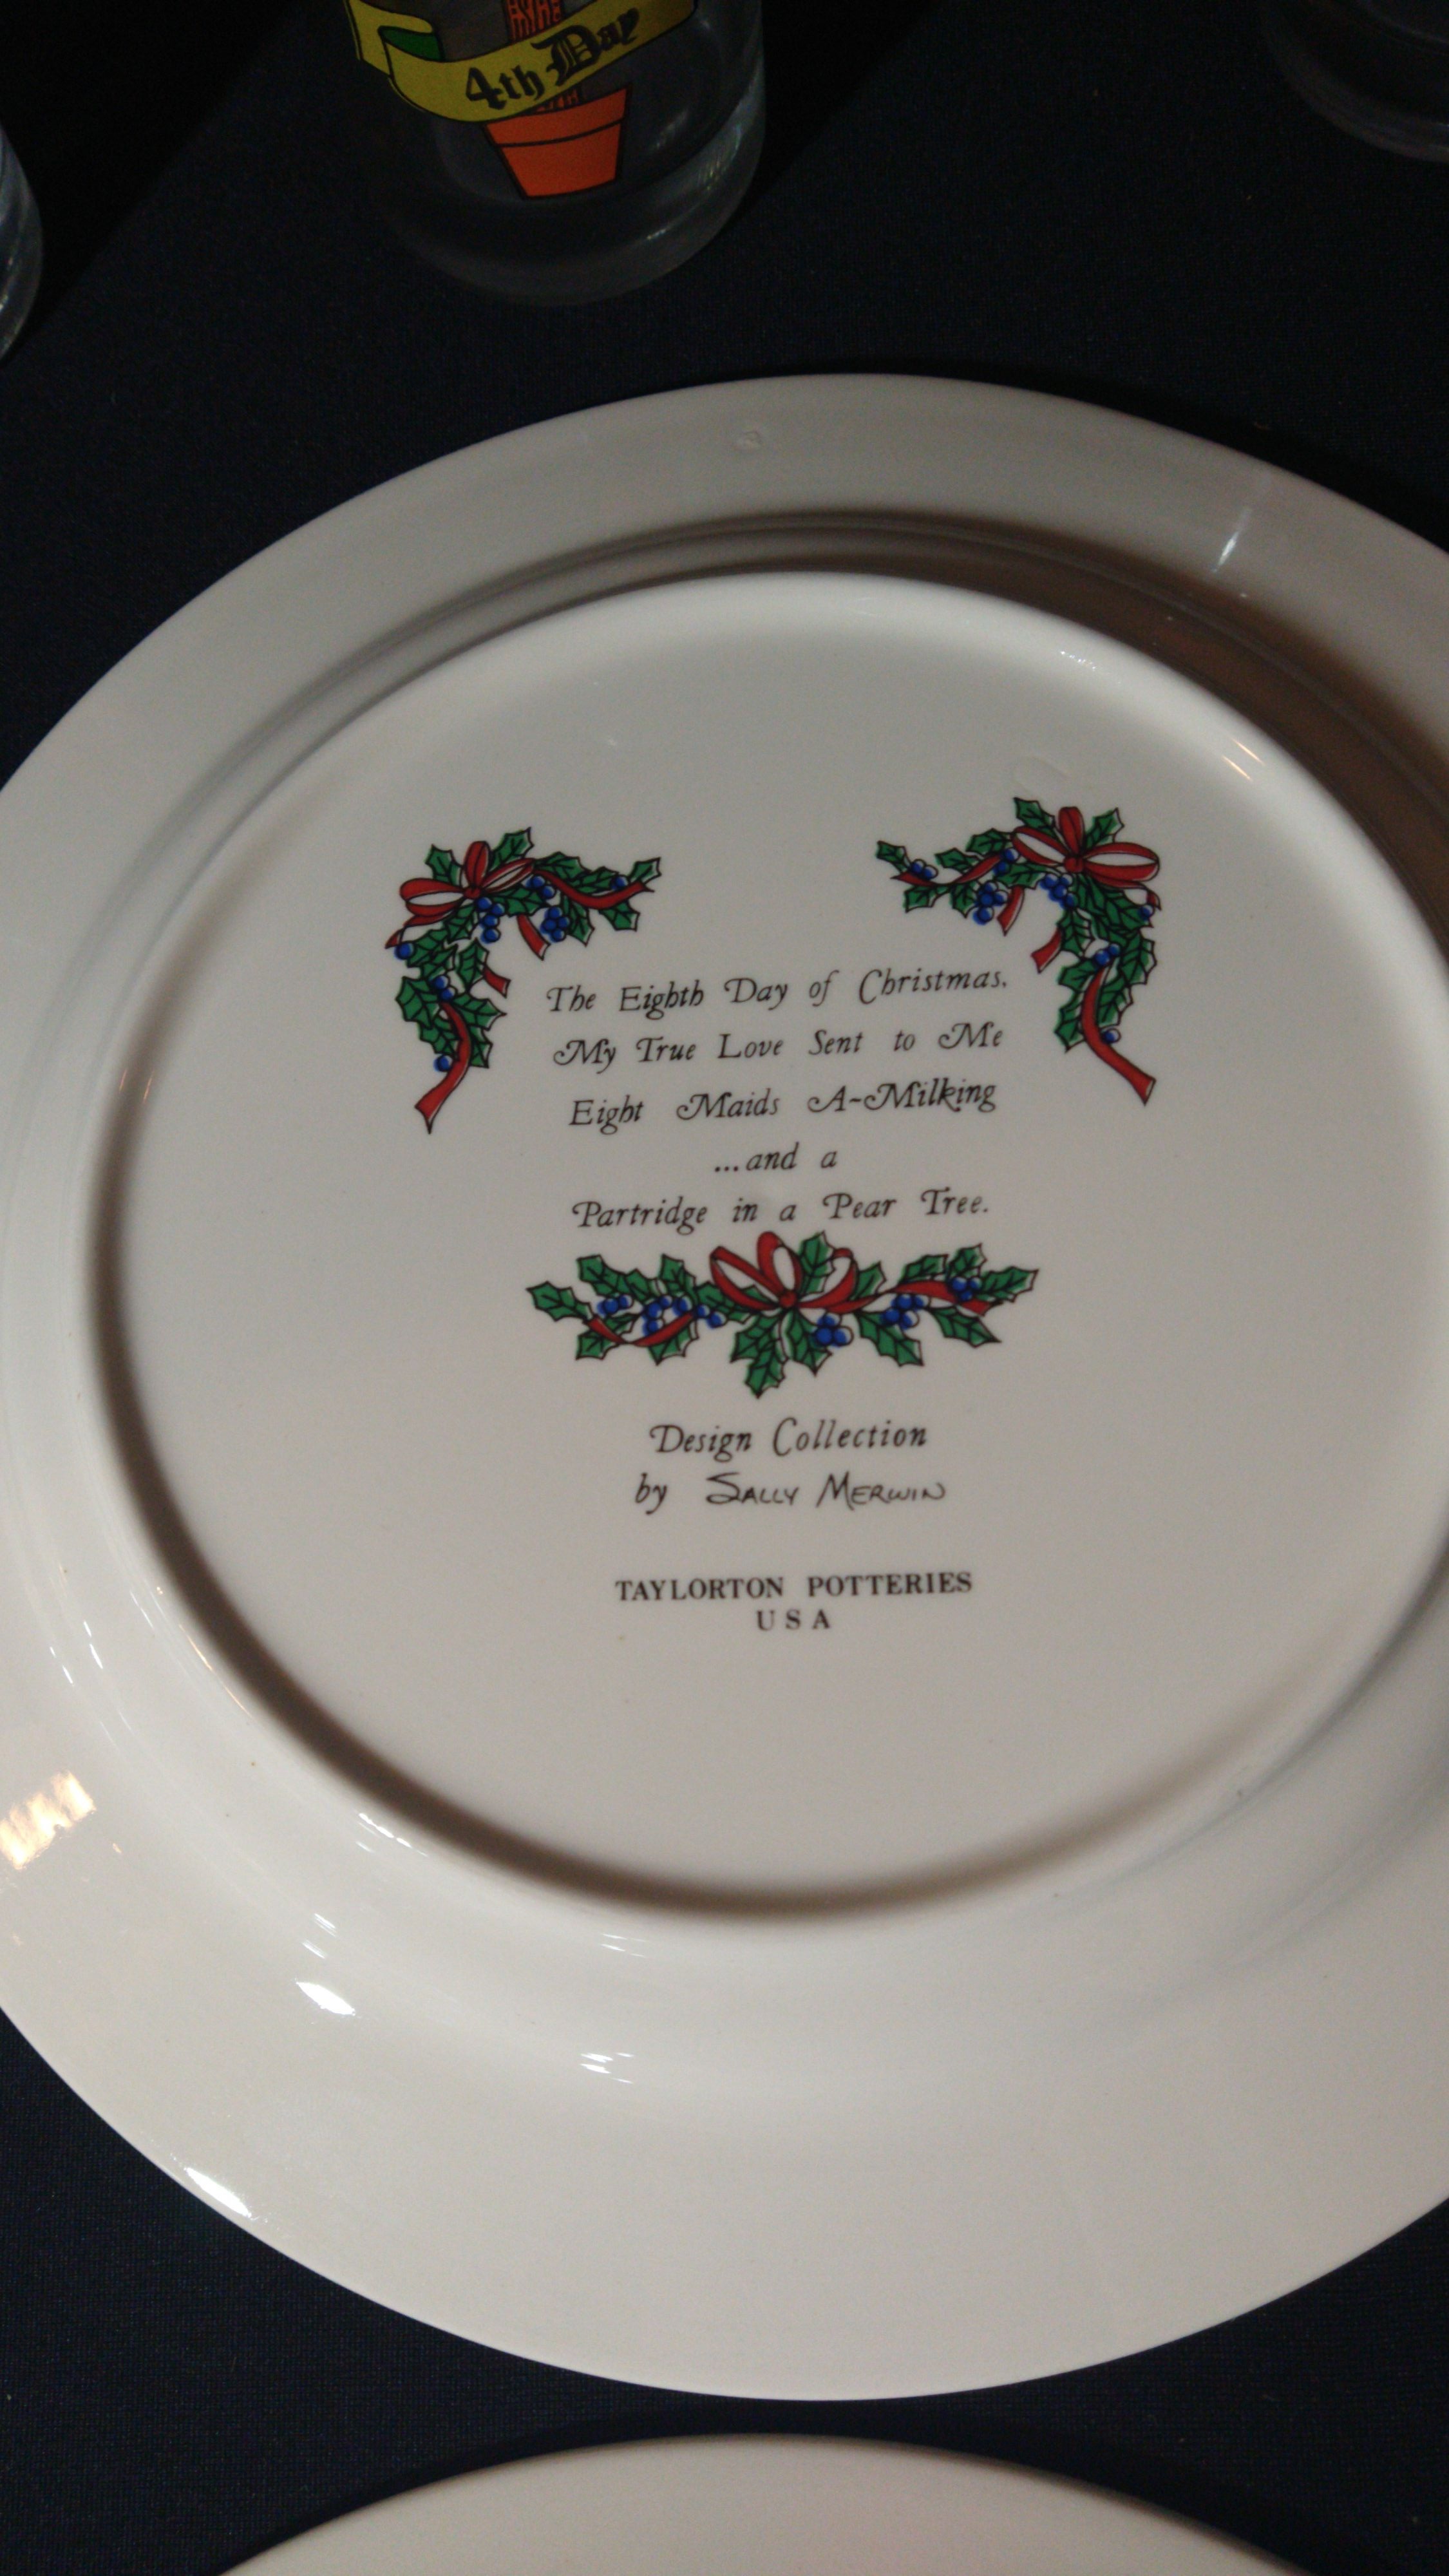 4th Day
The Eighth Day of Christmas,
My True Love Sent to Me
Eight Maids A-Milking
...and a
Partridge in a Pear Tree.
Design Collection
by SALLY MERWIN
TAYLORTON POTTERIES
USA